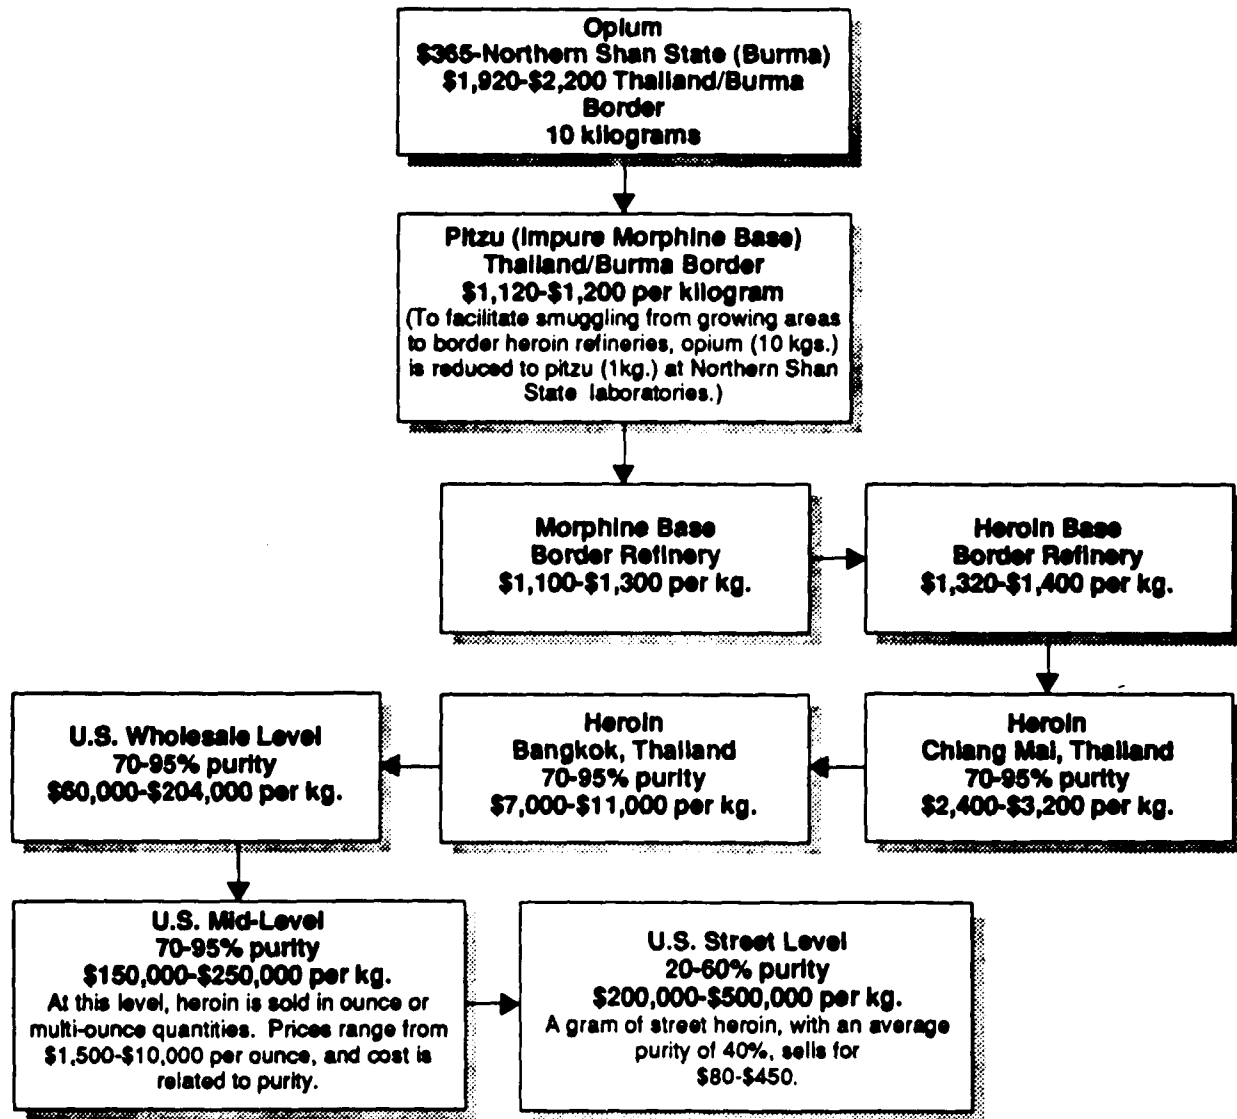 Opium
$365-Northern Shan State (Burma)
$1,920-$2,200 Thailand/Burma
Border
10 kilograms
Pitzu (Impure Morphine Base)
Thailand/Burma Border
$1,120-$1,200 per kilogram
(To facilitate smuggling from growing areas
to border heroin refineries, opium (10 kgs.)
is reduced to pitzu (1kg.) at Northern Shan
State laboratories.)
Morphine Base
Border Refinery
$1,100-$1,300 per kg.
Heroin Base
Border Refinery
$1,320-$1,400 per kg.
Heroin
Chiang Mai, Thailand
70-95% purity
$2,400-$3,200 per kg.
Heroin
Bangkok, Thailand
70-95% purity
$7,000-$11,000 per kg.
U.S. Wholesale Level
70-95% purity
$60,000-$204,000 per kg.
U.S. Mid-Level
70-95% purity
$150,000-$250,000 per kg.
At this level, heroin is sold in ounce or
multi-ounce quantities. Prices range from
$1,500-$10,000 per ounce, and cost is
related to purity.
U.S. Street Level
20-60% purity
$200,000-$500,000 per kg.
A gram of street heroin, with an average
purity of 40%, sells for
$80-$450.